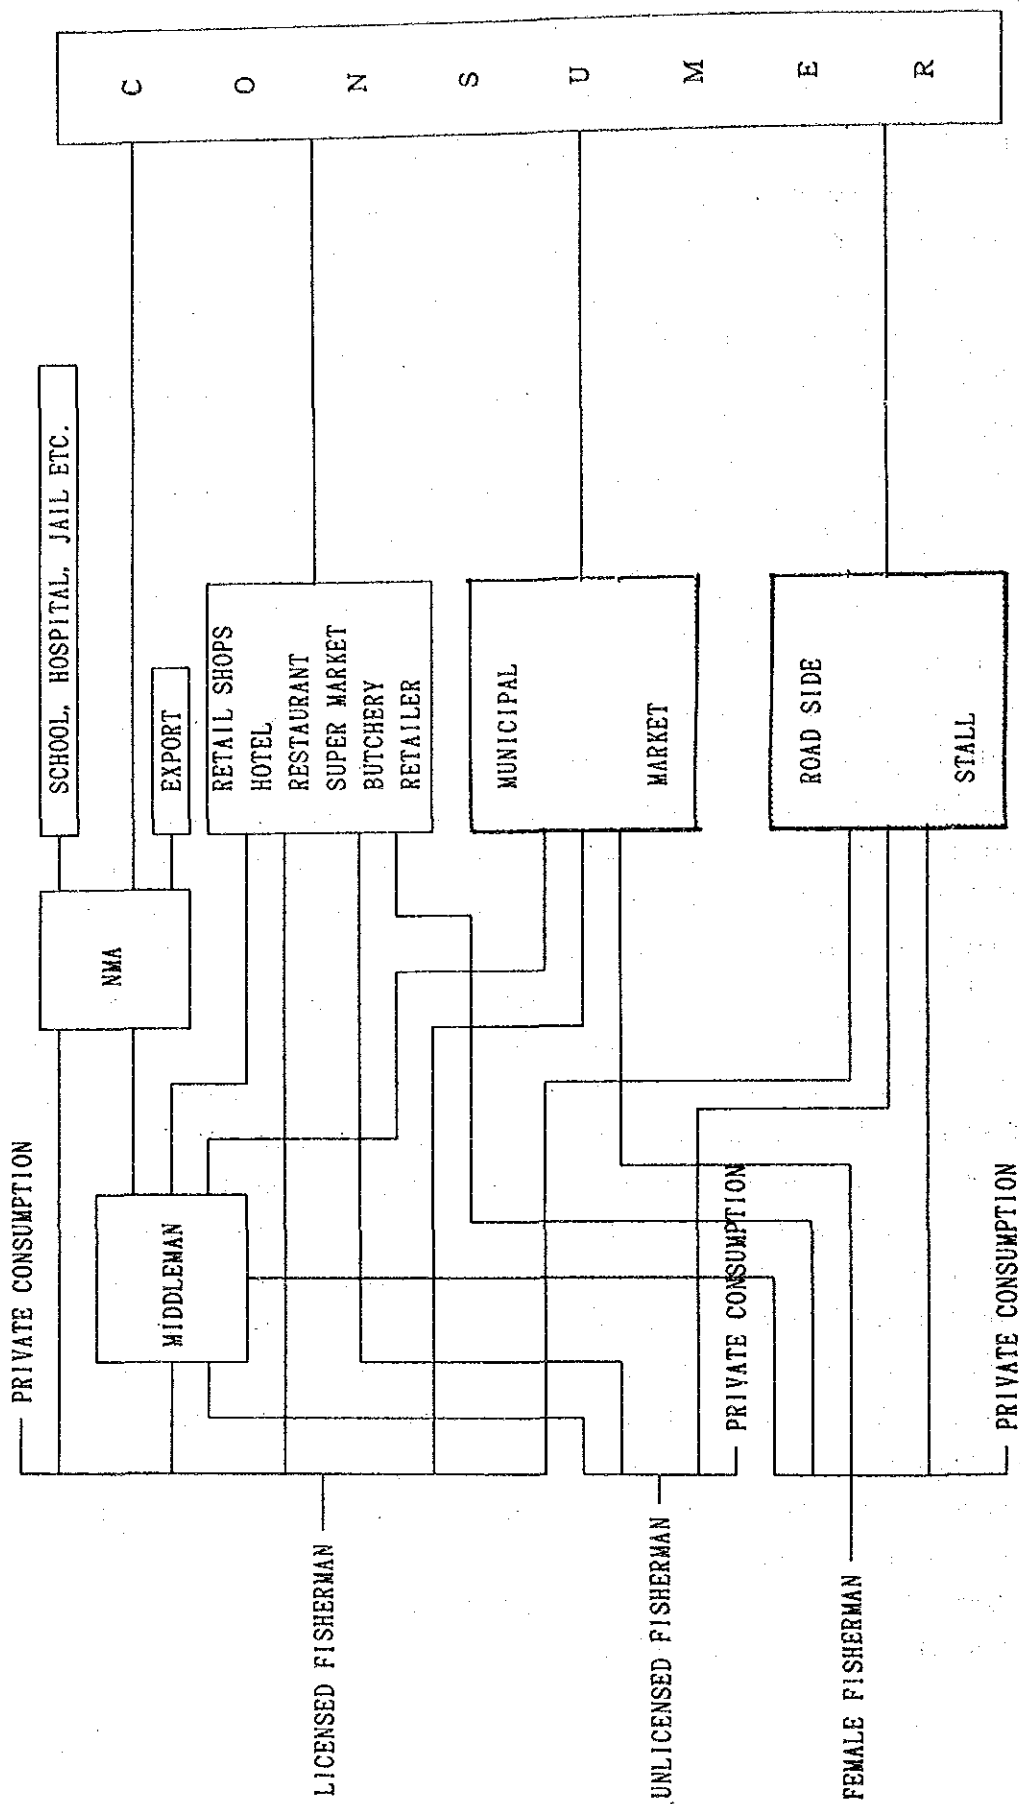 PRIVATE CONSUMPTION
SCHOOL, HOSPITAL, JAIL ETC.
NMA
EXPORT
MIDDLEMAN
RETAIL SHOPS
HOTEL
RESTAURANT
SUPER MARKET
BUTCHERY
RETAILER
LICENSED FISHERMAN
MUNICIPAL
MARKET
UNLICENSED FISHERMAN
PRIVATE CONSUMPTION
ROAD SIDE
STALL
FEMALE FISHERMAN
PRIVATE CONSUMPTION
C O N S U M E R